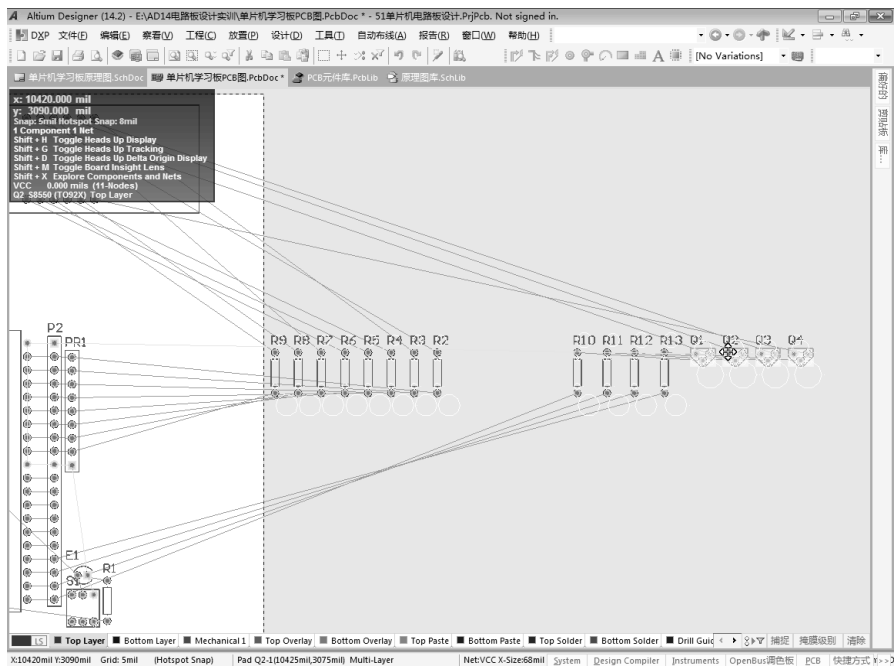 Altium Designer (14.2) - E:\AD14电路板设计实训\单片机学习板PCB图.PcbDoc * - 51单片机电路板设计.PrjPcb. Not signed in.
DXP 文件(F) 编辑(E) 察看(V) 工程(C) 放置(P) 设计(D) 工具(T) 自动布线(A) 报告(R) 窗口(W) 帮助(H)
[No Variations]
单片机学习板原理图.SchDoc 单片机学习板PCB图.PcbDoc * PCB元件库.PcbLib 原理图库.SchLib
x: 10420.000 mil
y: 3090.000 mil
Snap: 5mil Hotspot Snap: 8mil
1 Component 1 Net
Shift + H Toggle Heads Up Display
Shift + G Toggle Heads Up Tracking
Shift + D Toggle Heads Up Delta Origin Display
Shift + M Toggle Board Insight Lens
Shift + X Explore Components and Nets
VCC 0.000 mils (11-Nodes)
Q2 S8550 (TO92X) Top Layer
偏好的
库...
P2
PR1
R9 R8 R7 R6 R5 R4 R3 R2
R10 R11 R12 R13 Q1 Q2 Q3 Q4
E1
R1
S1
LS Top Layer Bottom Layer Mechanical 1 Top Overlay Bottom Overlay Top Paste Bottom Paste Top Solder Bottom Solder Drill Guid 捕捉 掩膜级别 清除
X:10420mil Y:3090mil Grid: 5mil (Hotspot Snap) Pad Q2-1(10425mil,3075mil) Multi-Layer Net:VCC X-Size:68mil System Design Compiler Instruments OpenBus调色板 PCB 快捷方式 >>